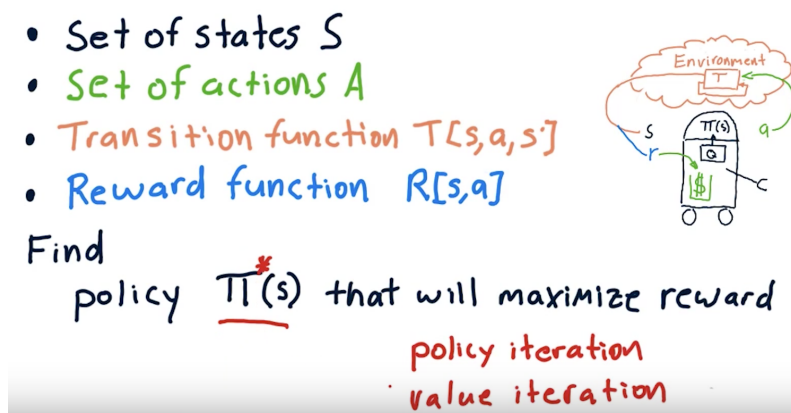 • Set of states S
• Set of actions A
• Transition function T[s,a,s']
• Reward function R[s,a]
Find
policy π*(s) that will maximize reward
policy iteration
value iteration
Environment
T
s
π(s)
a
r
Q
$